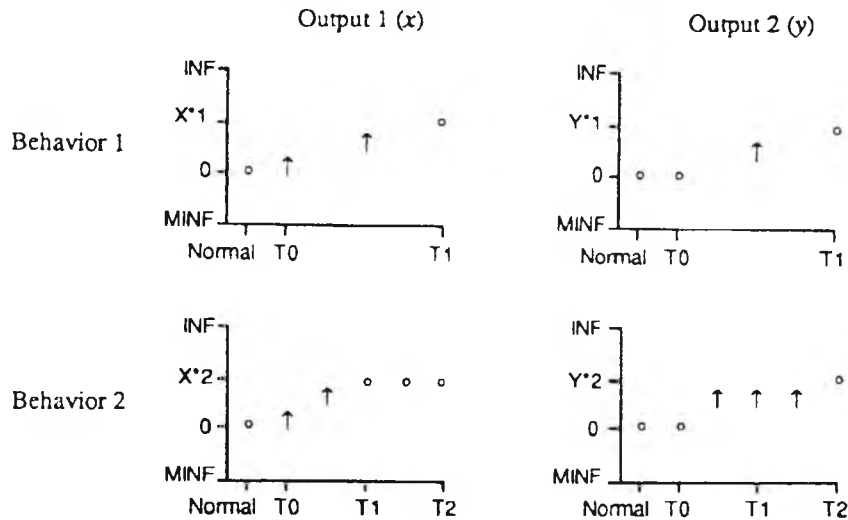 Output 1 (x)
Output 2 (y)
Behavior 1
INF
X*1
0
MINF
Normal T0 T1
INF
Y*1
0
MINF
Normal T0 T1
Behavior 2
INF
X*2
0
MINF
Normal T0 T1 T2
INF
Y*2
0
MINF
Normal T0 T1 T2